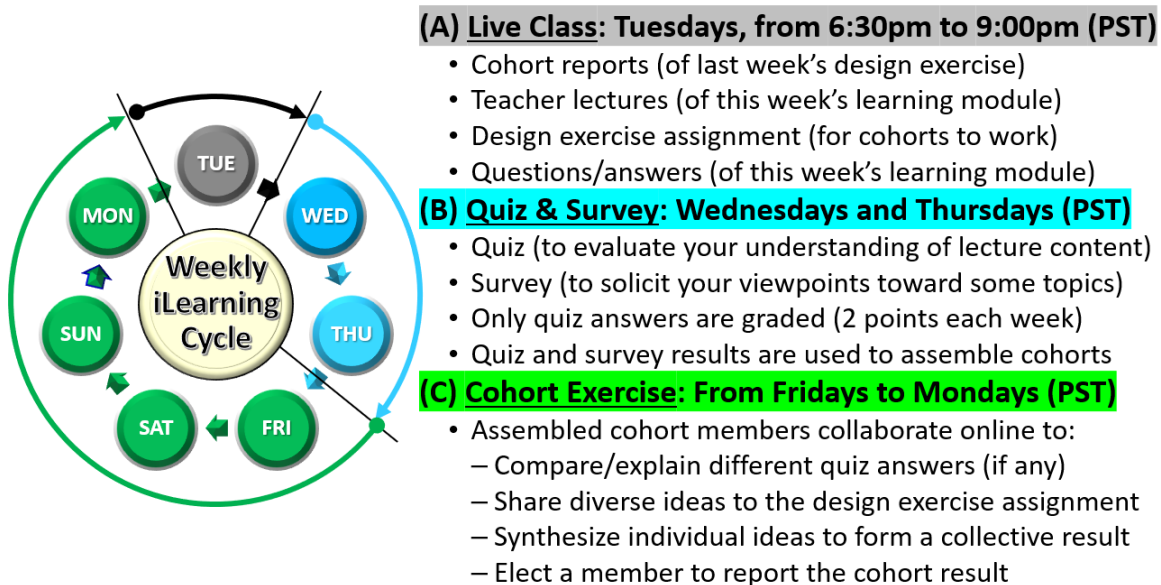 TUE
WED
THU
FRI
SAT
SUN
MON
Weekly
iLearning
Cycle
(A) Live Class: Tuesdays, from 6:30pm to 9:00pm (PST)
• Cohort reports (of last week’s design exercise)
• Teacher lectures (of this week’s learning module)
• Design exercise assignment (for cohorts to work)
• Questions/answers (of this week’s learning module)
(B) Quiz & Survey: Wednesdays and Thursdays (PST)
• Quiz (to evaluate your understanding of lecture content)
• Survey (to solicit your viewpoints toward some topics)
• Only quiz answers are graded (2 points each week)
• Quiz and survey results are used to assemble cohorts
(C) Cohort Exercise: From Fridays to Mondays (PST)
• Assembled cohort members collaborate online to:
– Compare/explain different quiz answers (if any)
– Share diverse ideas to the design exercise assignment
– Synthesize individual ideas to form a collective result
– Elect a member to report the cohort result